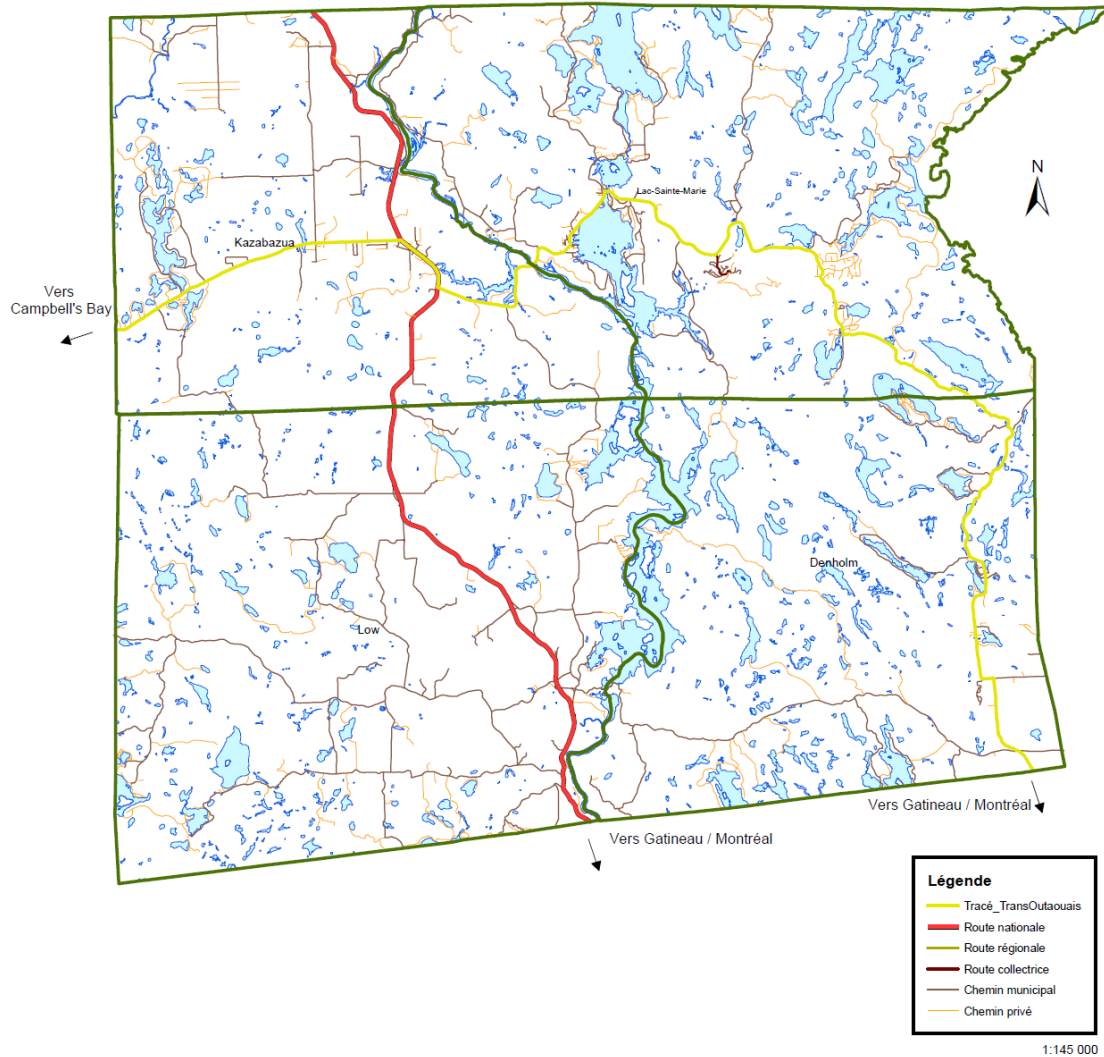 N
Lac-Sainte-Marie
Kazabazua
Vers
Campbell's Bay
Denholm
Low
Vers Gatineau / Montréal
Vers Gatineau / Montréal
Légende
Tracé_TransOutaouais
Route nationale
Route régionale
Route collectrice
Chemin municipal
Chemin privé
1:145 000